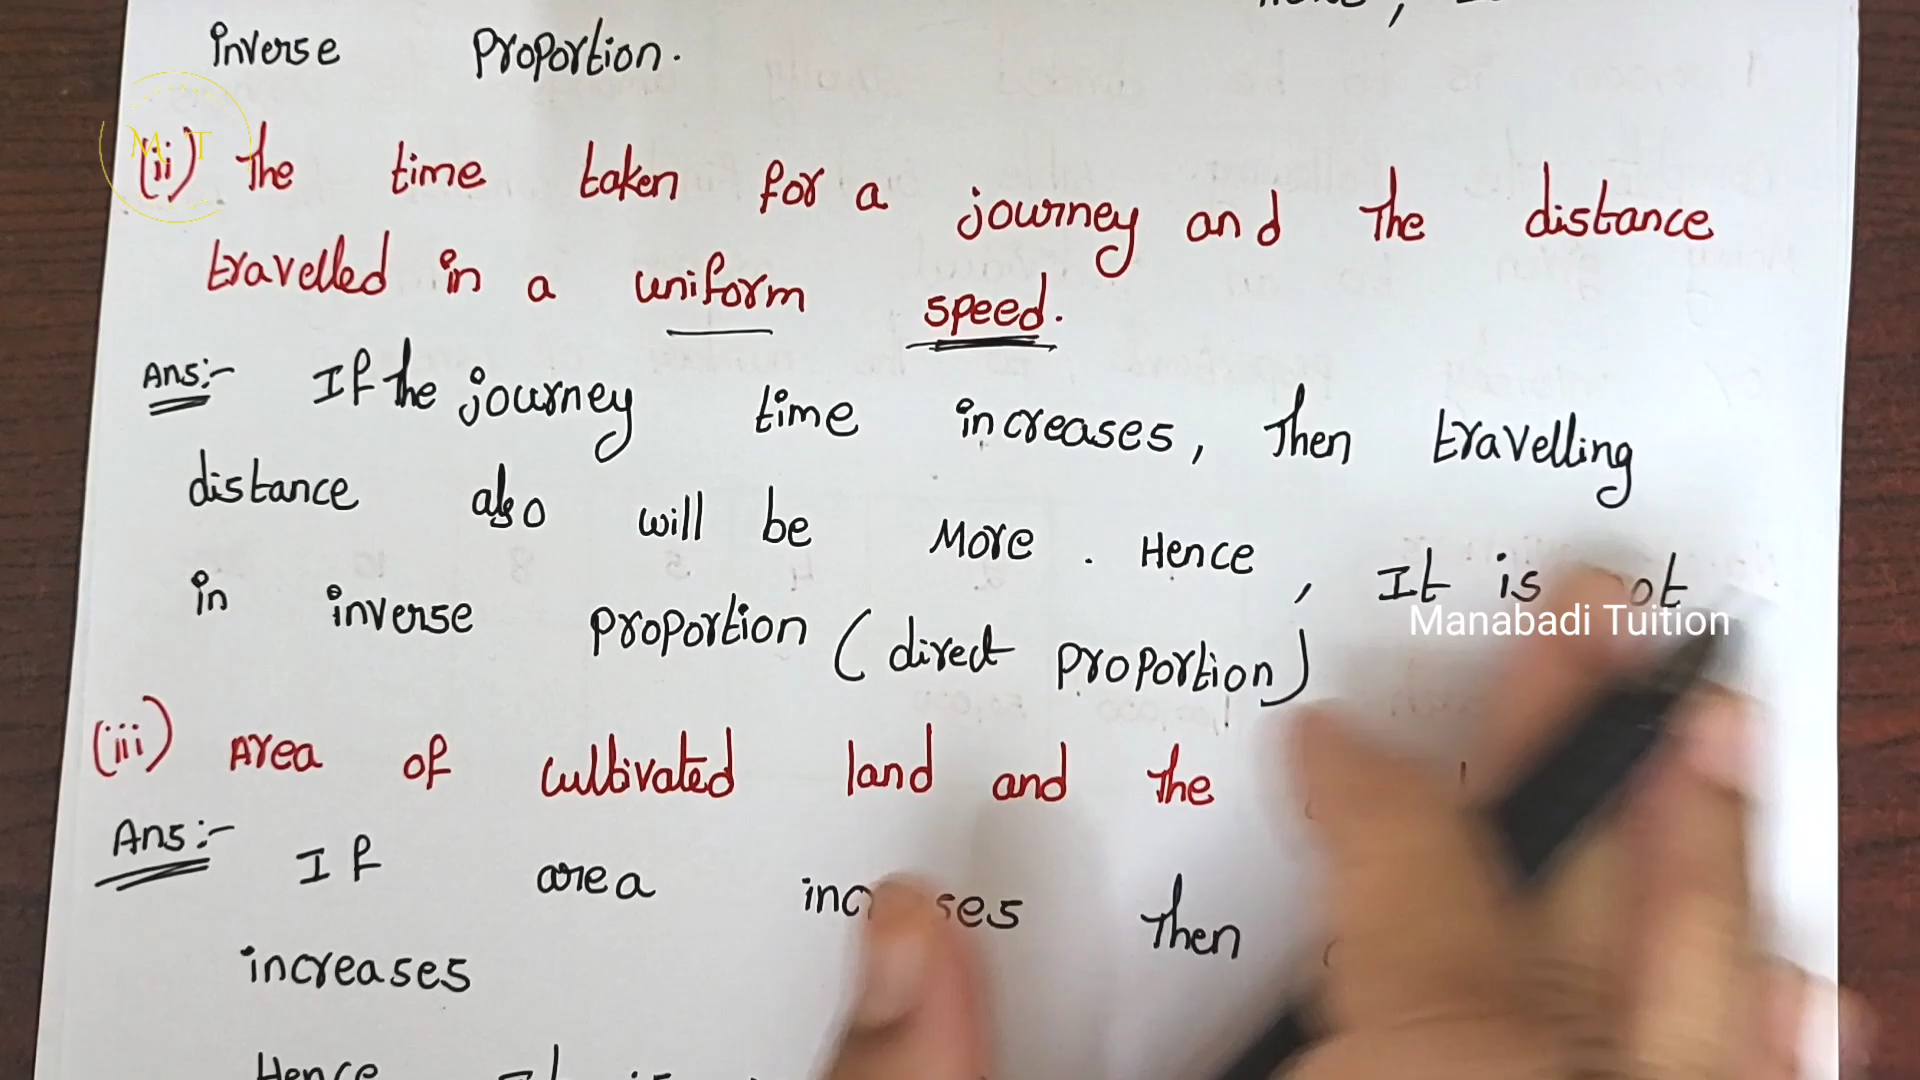 inverse proportion.
M. T
(ii) The time taken for a journey and the distance
travelled in a uniform speed.
Ans:- If the journey time increases, then travelling
distance also will be more. Hence, It is
Manabadi Tuition
in inverse proportion (direct proportion)
(iii) Area of cultivated land and the
Ans:- If area then
increases
Hence